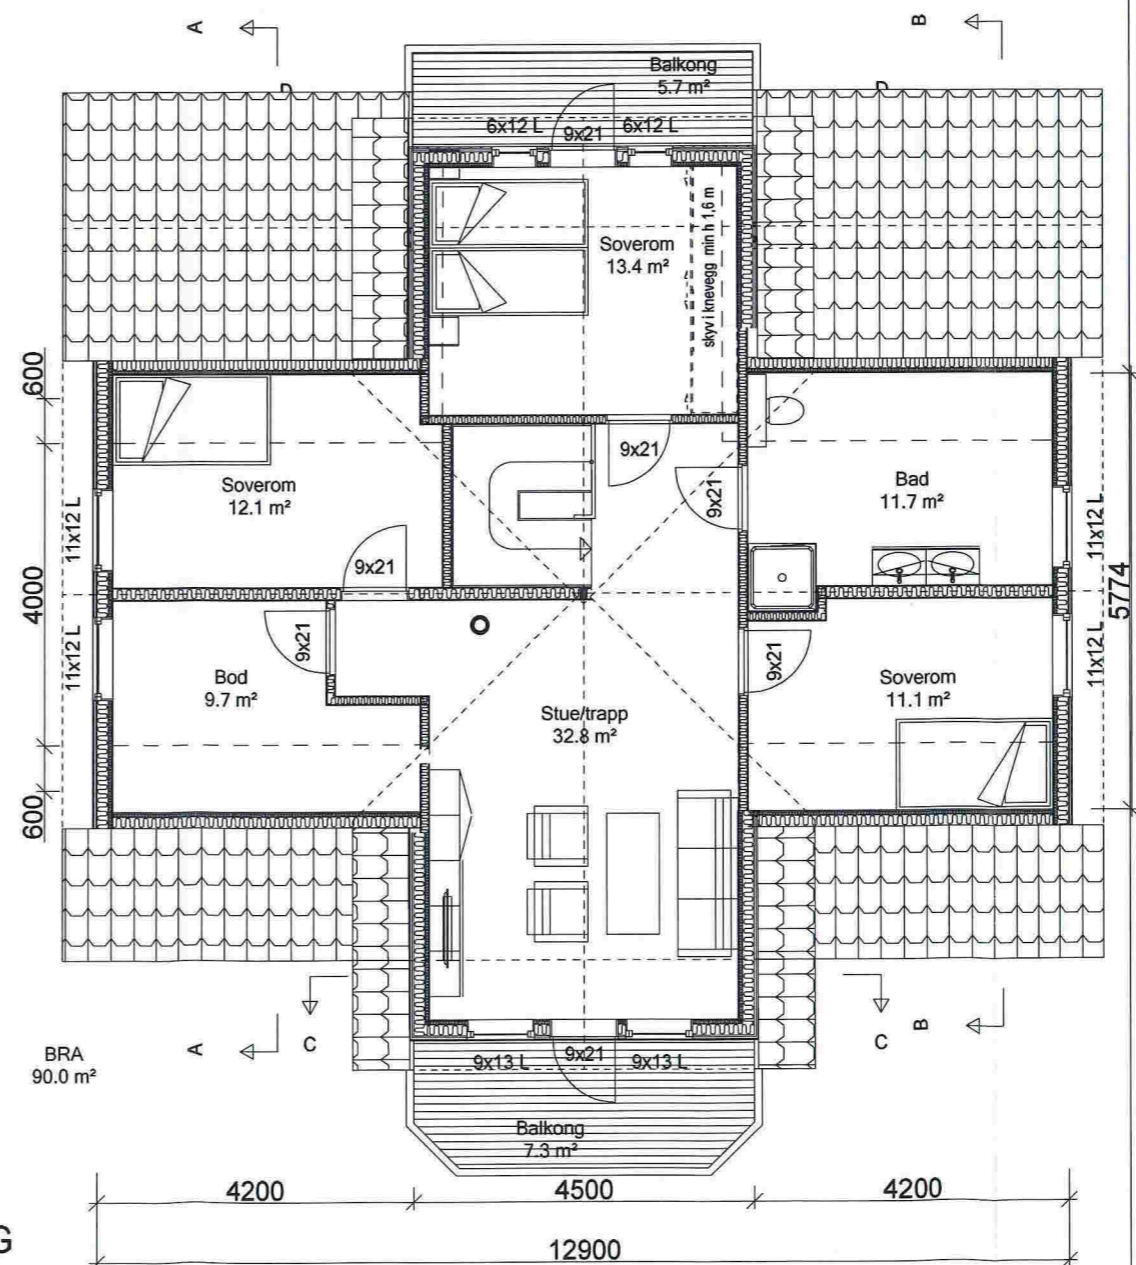 A
B
D
D
Balkong
5.7 m²
6x12 L
9x21
6x12 L
Soverom
13.4 m²
skyv i knevegg min h 1,6 m
600
9x21
Soverom
12.1 m²
9x21
Bad
11.7 m²
11x12 L
11x12 L
9x21
4000
5774
9x21
9x21
11x12 L
11x12 L
Bod
9.7 m²
Soverom
11.1 m²
Stue/trapp
32.8 m²
600
A
C
C
B
BRA
90.0 m²
9x13 L
9x21
9x13 L
Balkong
7.3 m²
4200
4500
4200
G
12900